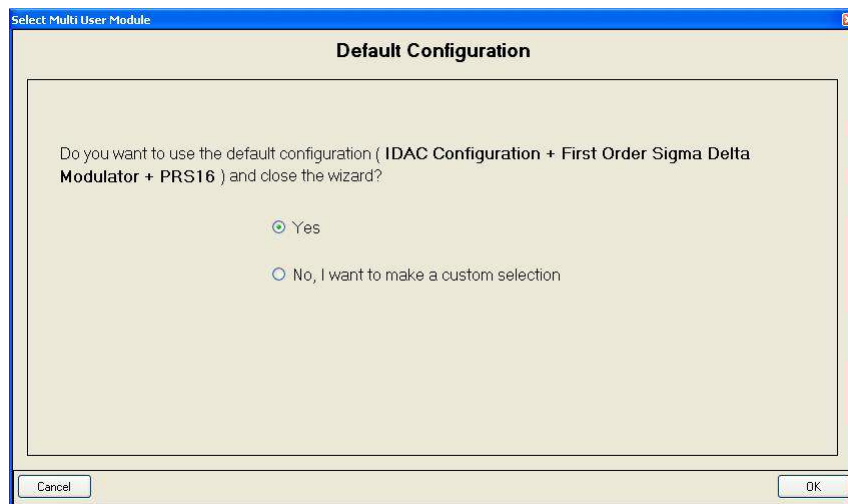 Select Multi User Module
Default Configuration
Do you want to use the default configuration ( IDAC Configuration + First Order Sigma Delta
Modulator + PRS16 ) and close the wizard?
Yes
No, I want to make a custom selection
Cancel
OK